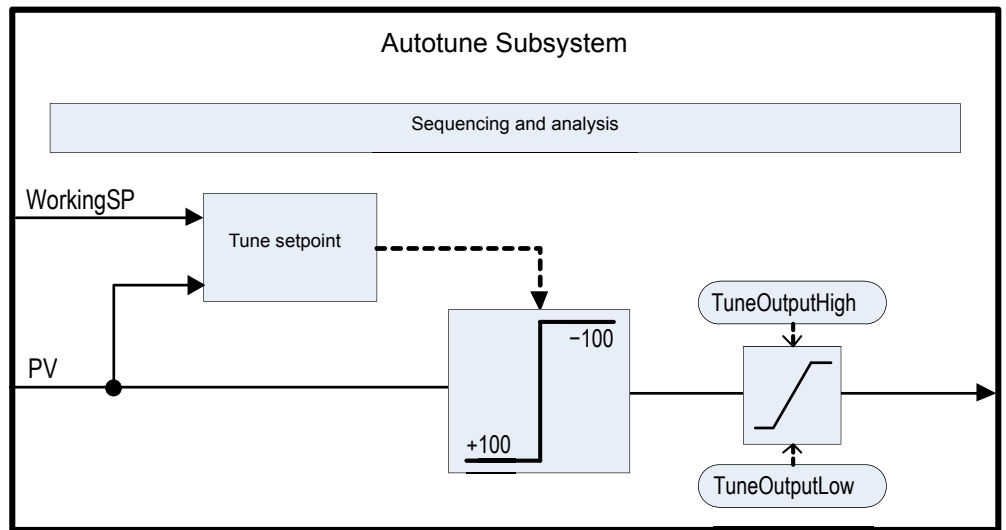 Autotune Subsystem
Sequencing and analysis
WorkingSP
Tune setpoint
TuneOutputHigh
−100
PV
+100
TuneOutputLow